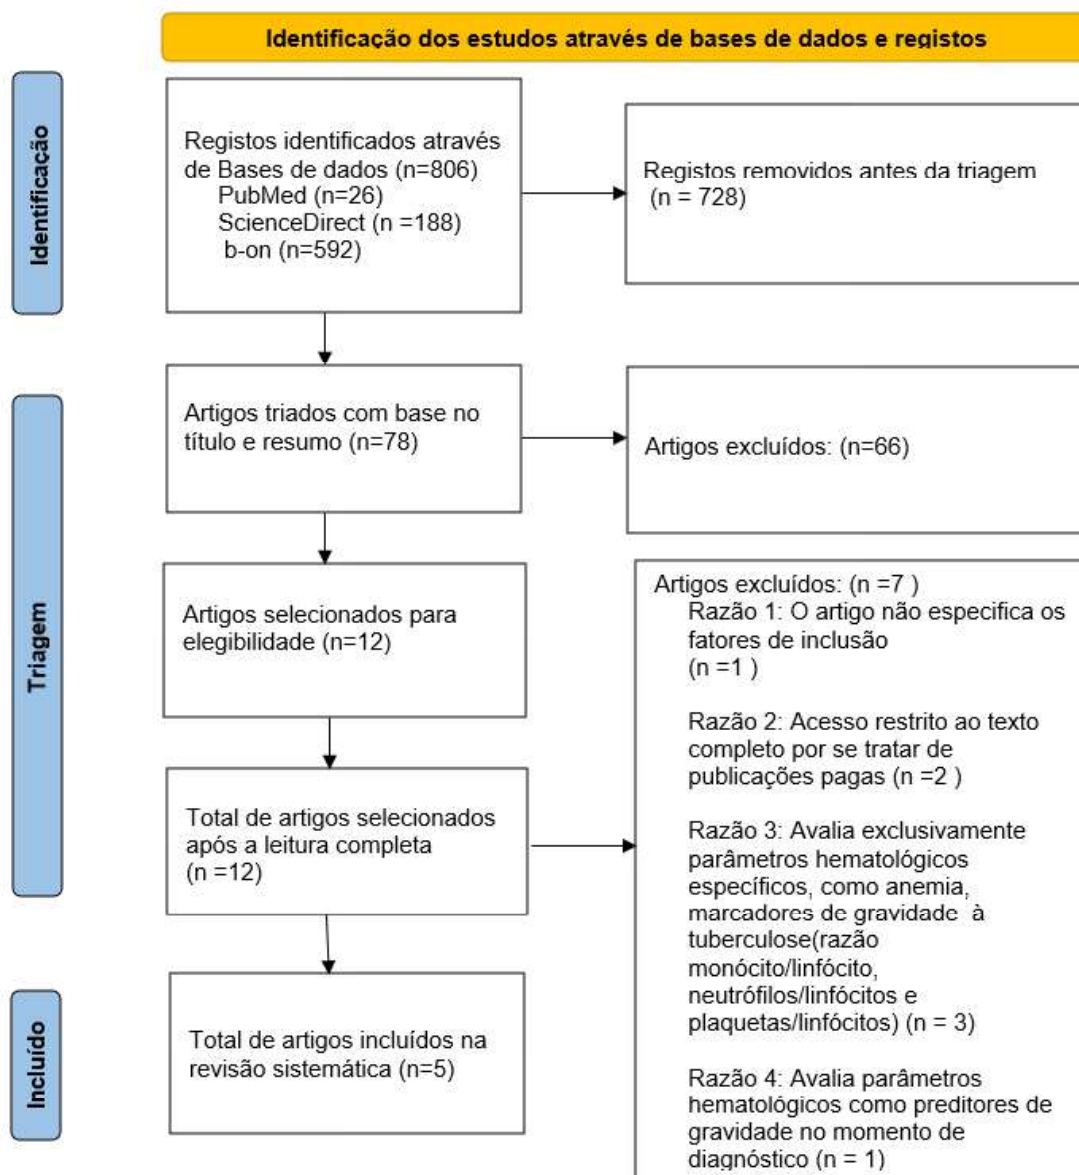 Identificação dos estudos através de bases de dados e registos
Identificação
Registos identificados através
de Bases de dados (n=806)
PubMed (n=26)
ScienceDirect (n =188)
b-on (n=592)
Registos removidos antes da triagem
(n = 728)
Triagem
Artigos triados com base no
título e resumo (n=78)
Artigos excluídos: (n=66)
Artigos selecionados para
elegibilidade (n=12)
Total de artigos selecionados
após a leitura completa
(n =12)
Artigos excluídos: (n =7 )
Razão 1: O artigo não especifica os
fatores de inclusão
(n =1 )
Razão 2: Acesso restrito ao texto
completo por se tratar de
publicações pagas (n =2 )
Razão 3: Avalia exclusivamente
parâmetros hematológicos
específicos, como anemia,
marcadores de gravidade à
tuberculose(razão
monócito/linfócito,
neutrófilos/linfócitos e
plaquetas/linfócitos) (n = 3)
Razão 4: Avalia parâmetros
hematológicos como preditores de
gravidade no momento de
diagnóstico (n = 1)
Incluído
Total de artigos incluídos na
revisão sistemática (n=5)